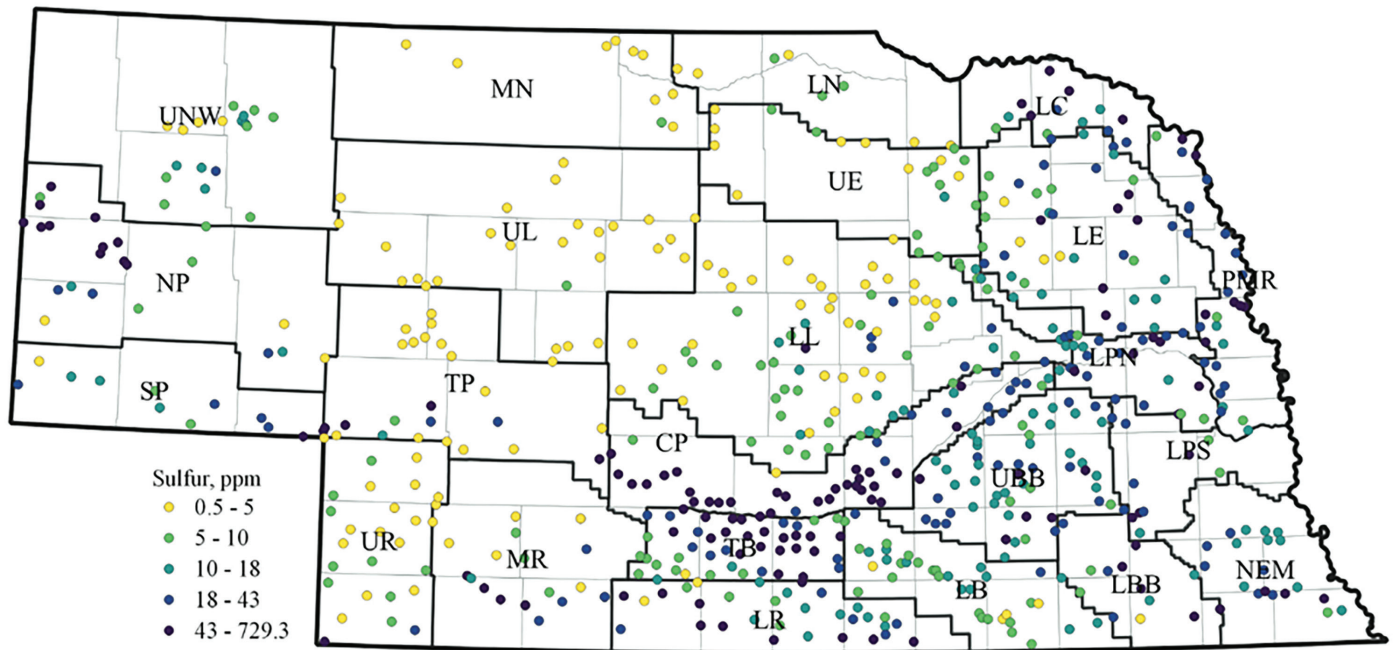 MN
LN
UNW
LC
UE
UL
LE
NP
PMR
LL
LPN
SP
TP
CP
LPS
UBB
Sulfur, ppm
0.5 - 5
5 - 10
10 - 18
18 - 43
43 - 729.3
UR
MR
TB
LB
LBB
NEM
LR